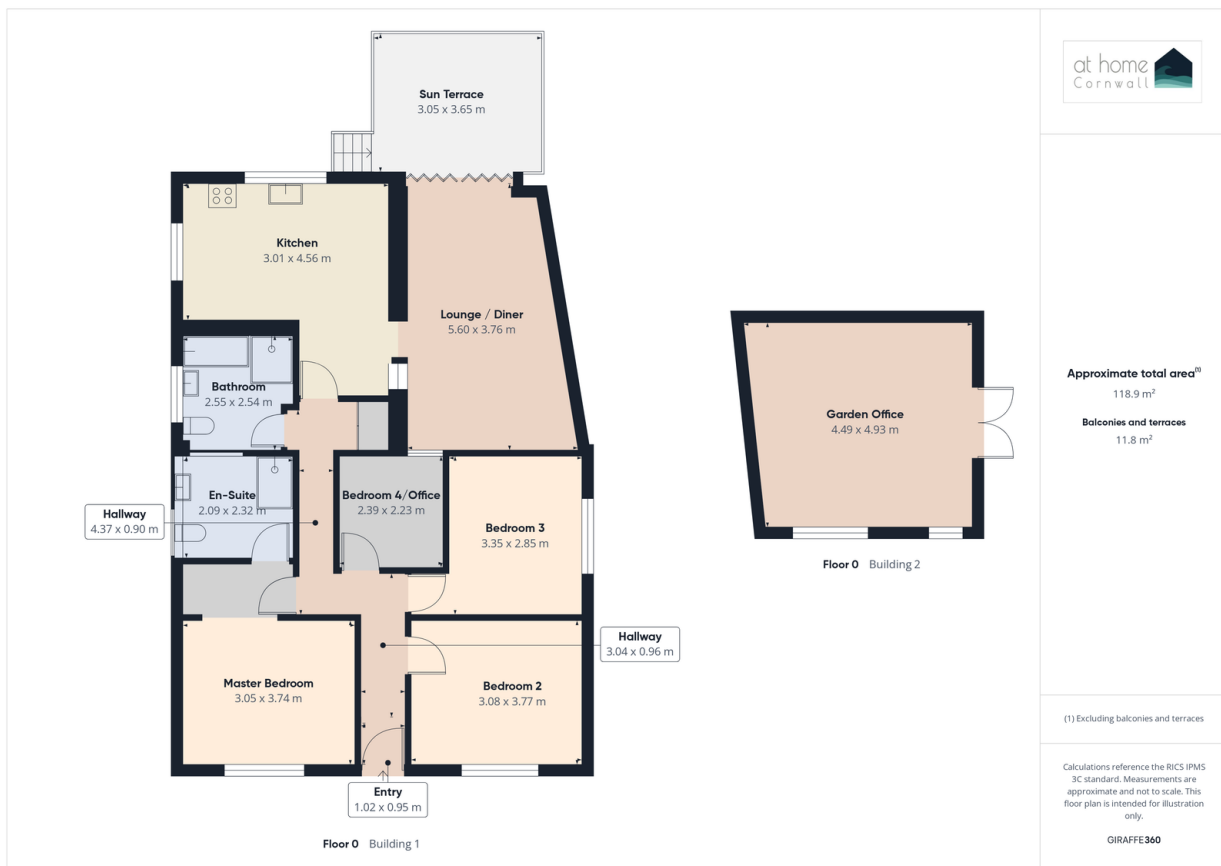 Sun Terrace
3.05 x 3.65 m
Kitchen
3.01 x 4.56 m
Lounge / Diner
5.60 x 3.76 m
Bathroom
2.55 x 2.54 m
En-Suite
2.09 x 2.32 m
Bedroom 4/Office
2.39 x 2.23 m
Hallway
4.37 x 0.90 m
Bedroom 3
3.35 x 2.85 m
Hallway
3.04 x 0.96 m
Master Bedroom
3.05 x 3.74 m
Bedroom 2
3.08 x 3.77 m
Entry
1.02 x 0.95 m
Floor 0 Building 1
Garden Office
4.49 x 4.93 m
Floor 0 Building 2
at home
Cornwall
Approximate total area(1)
118.9 m²
Balconies and terraces
11.8 m²
(1) Excluding balconies and terraces
Calculations reference the RICS IPMS
3C standard. Measurements are
approximate and not to scale. This
floor plan is intended for illustration
only.
GIRAFFE360